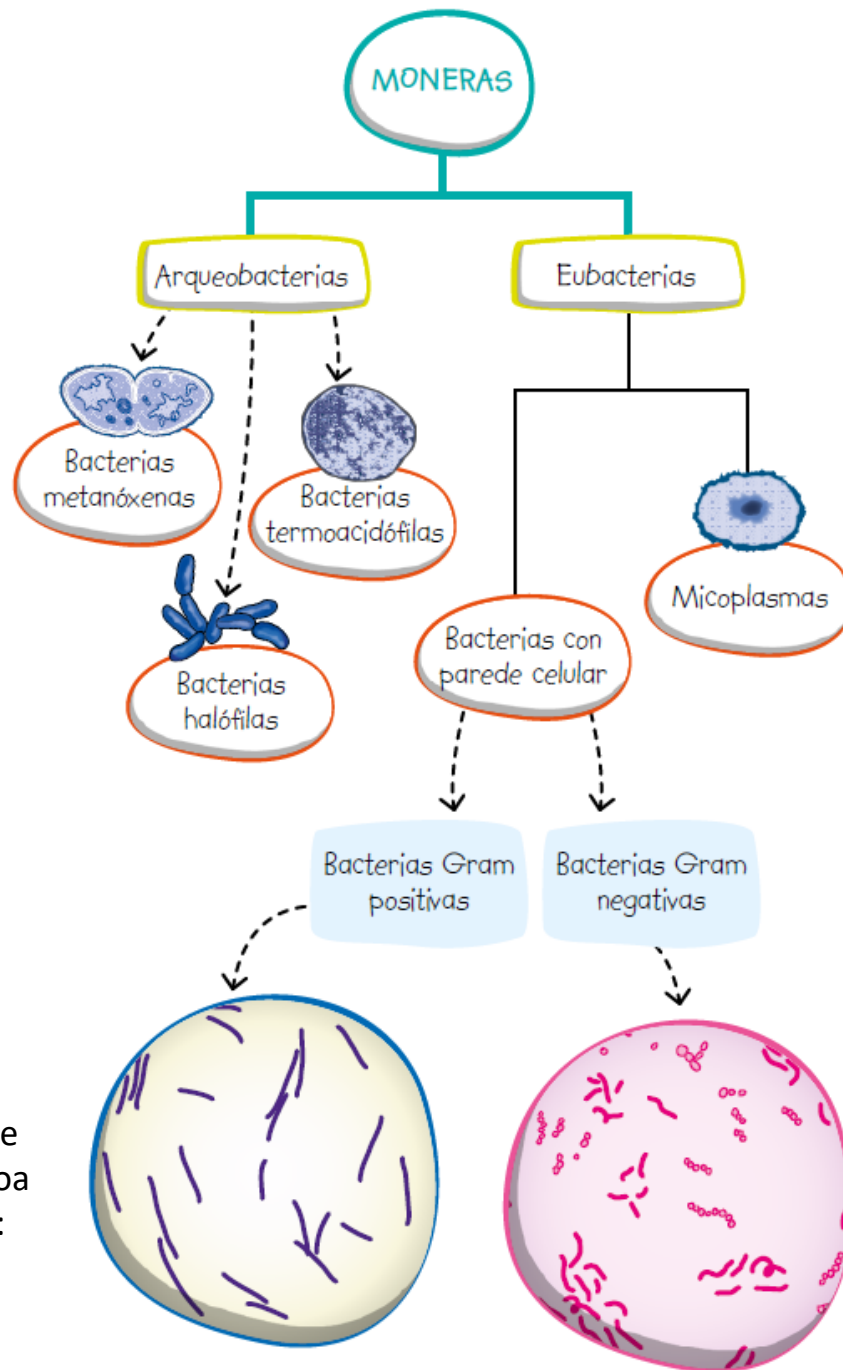 MONERAS
Arqueobacterias
Eubacterias
Bacterias
metanóxenas
Bacterias
termoacidófilas
Bacterias
halófilas
Micoplasmas
Bacterias con
parede celular
Bacterias Gram
positivas
Bacterias Gram
negativas
e
oa
: